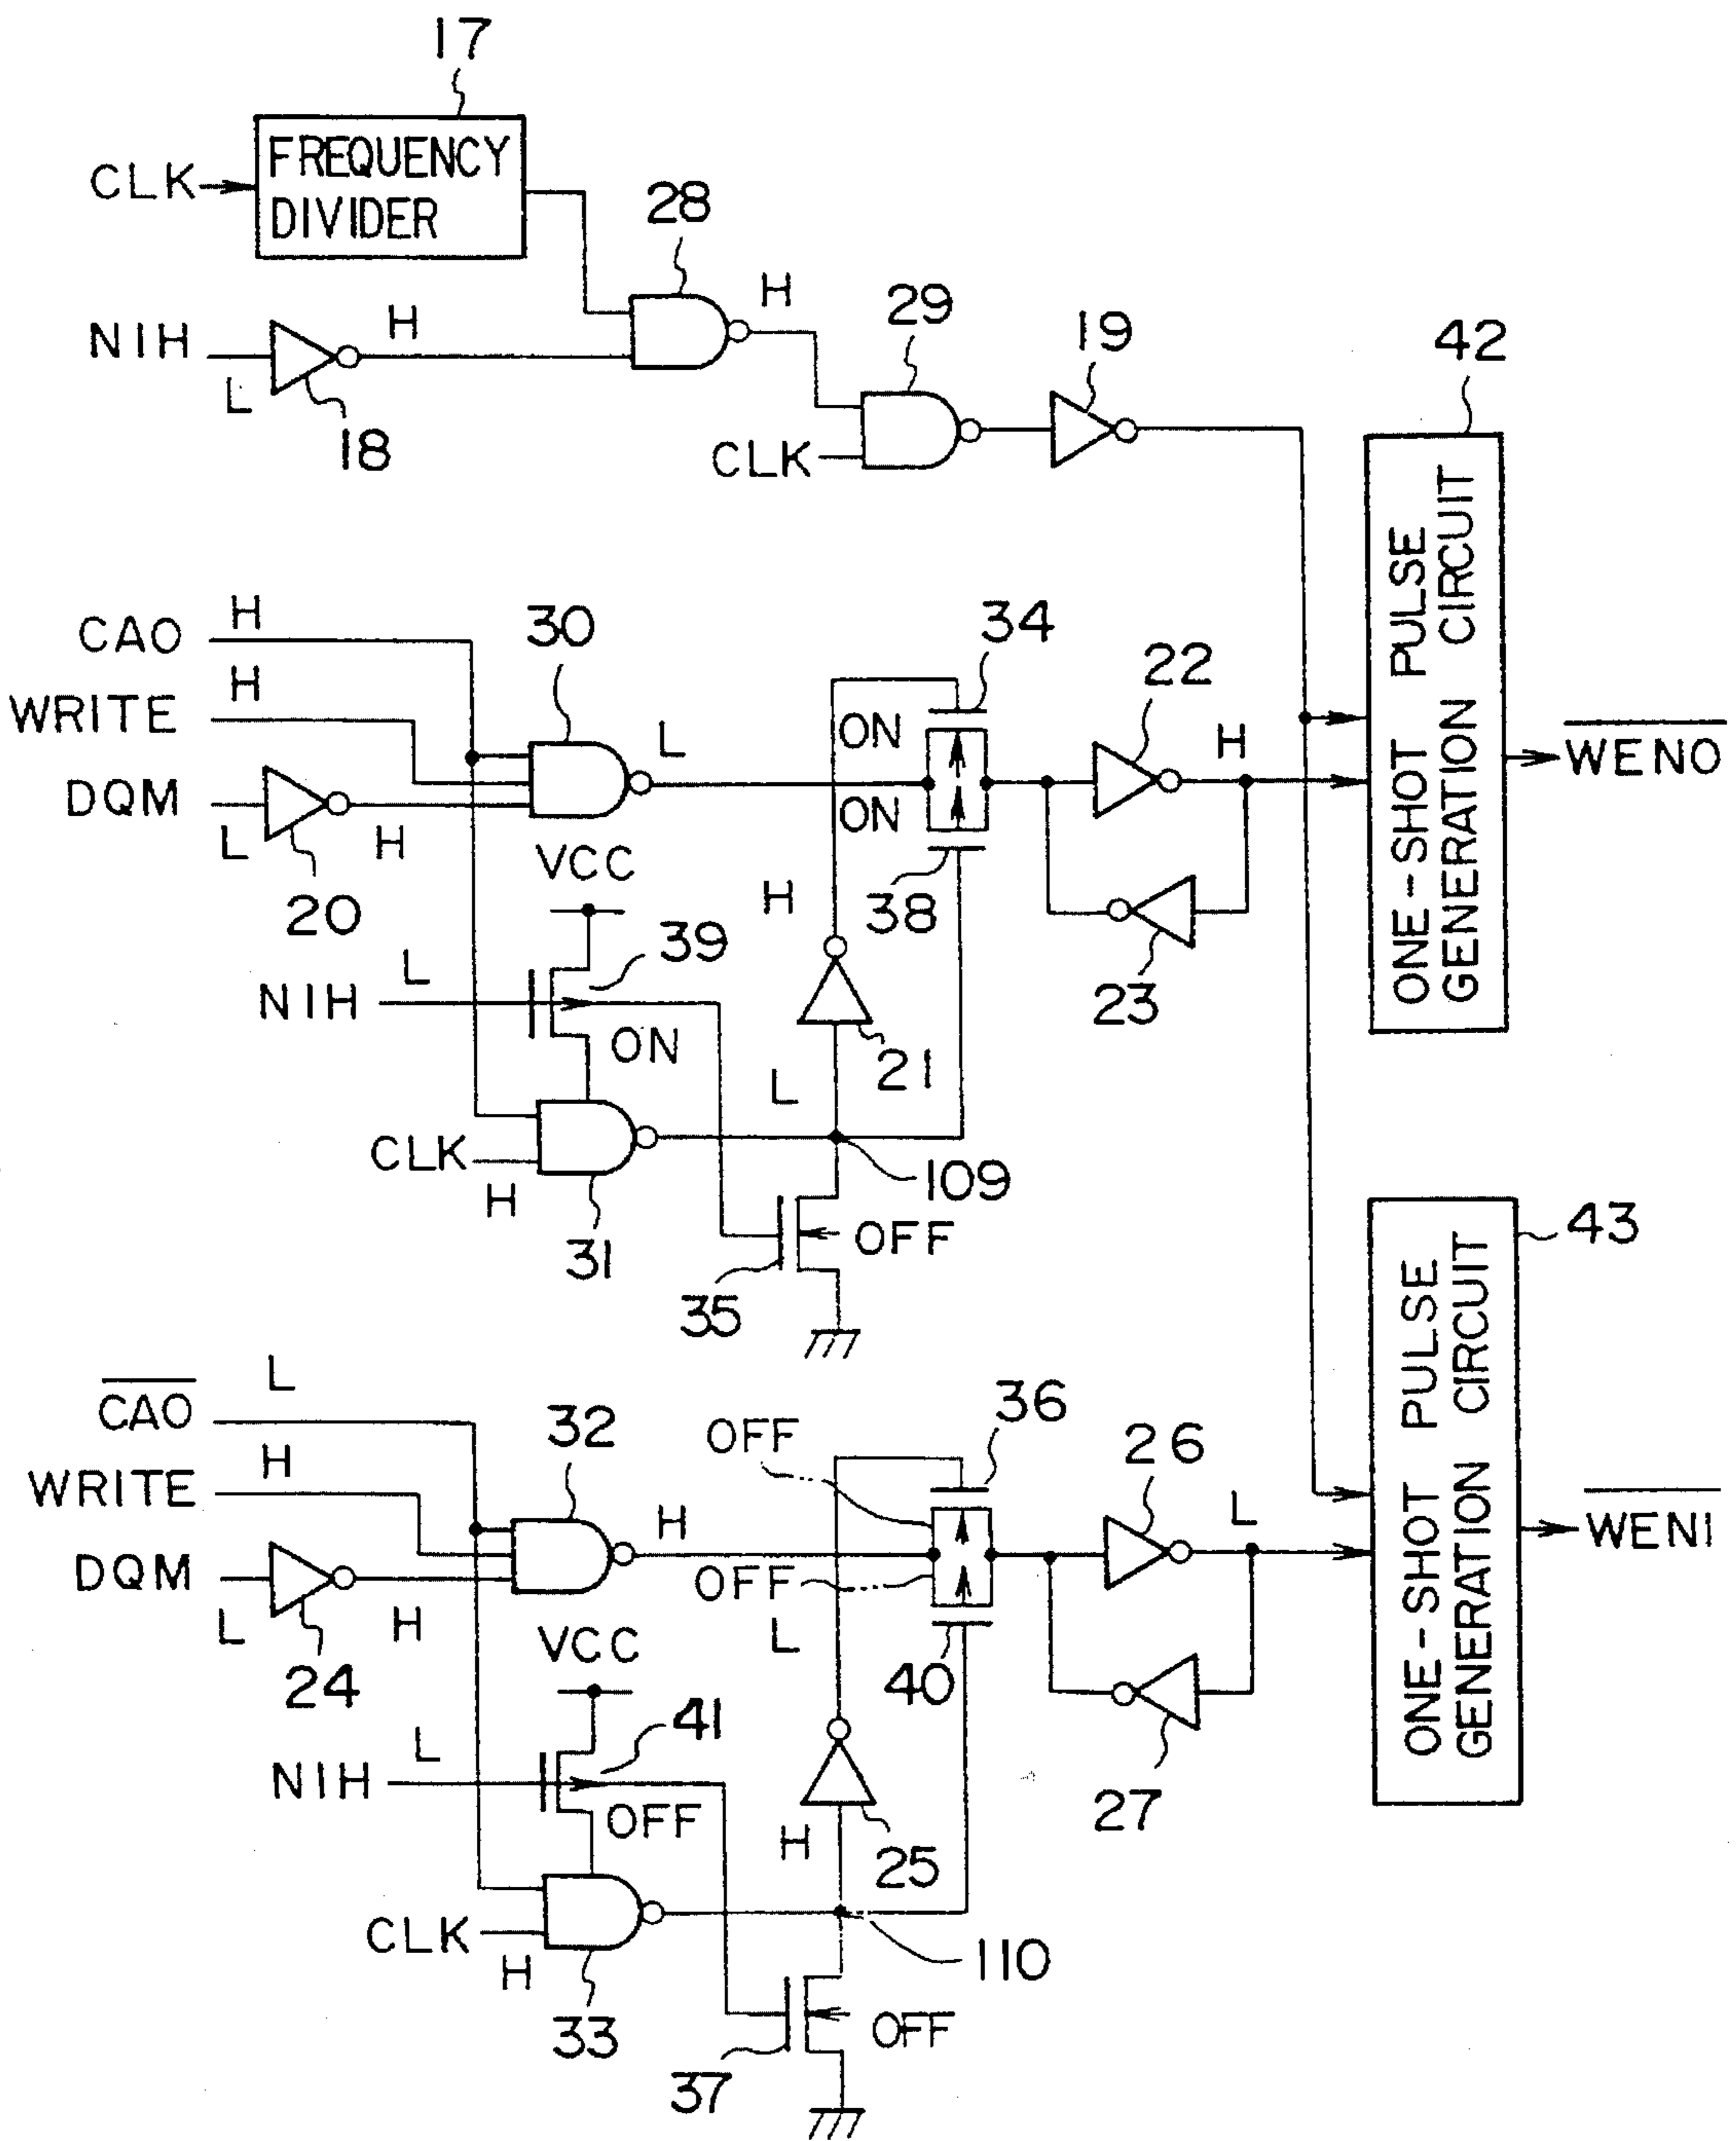 17
FREQUENCY
DIVIDER
CLK
28
H
NIH
H
L
18
29
CLK
19
42
ONE-SHOT PULSE
GENERATION CIRCUIT
WENO
CAO
H
WRITE
H
DQM
L
20
H
30
L
34
ON
ON
38
22
H
23
VCC
39
NIH
L
ON
H
21
L
CLK
H
31
109
OFF
35
43
ONE-SHOT PULSE
GENERATION CIRCUIT
WENI
CAO
L
WRITE
H
DQM
L
24
H
32
H
36
OFF
OFF
40
26
L
27
VCC
41
NIH
L
OFF
L
25
H
CLK
H
33
110
OFF
37